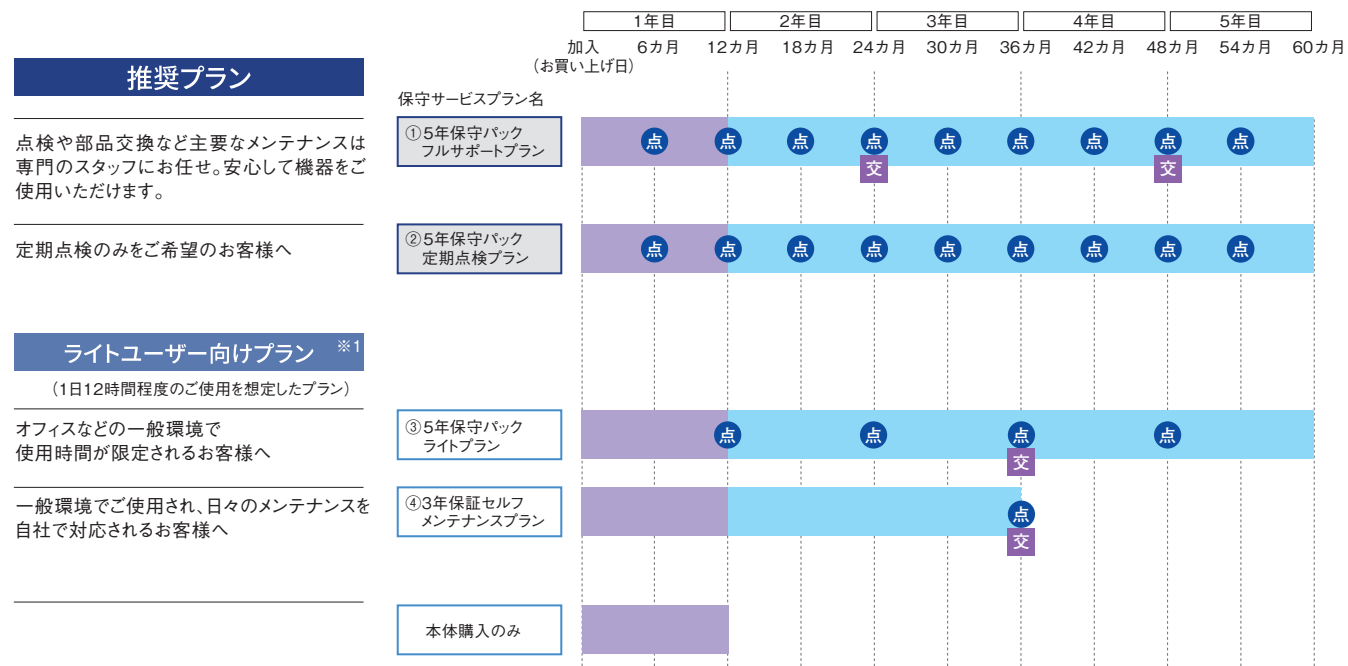 1年目 2年目 3年目 4年目 5年目
加入 6カ月 12カ月 18カ月 24カ月 30カ月 36カ月 42カ月 48カ月 54カ月 60カ月
（お買い上げ日）
推奨プラン
保守サービスプラン名
点検や部品交換など主要なメンテナンスは
専門のスタッフにお任せ。安心して機器をご
使用いただけます。
①5年保守パック
フルサポートプラン
点 点 点 点 点 点 点 点 点
交 交
定期点検のみをご希望のお客様へ
②5年保守パック
定期点検プラン
点 点 点 点 点 点 点 点 点
ライトユーザー向けプラン ※1
（1日12時間程度のご使用を想定したプラン）
オフィスなどの一般環境で
使用時間が限定されるお客様へ
③5年保守パック
ライトプラン
点 点 点 点
交
一般環境でご使用され、日々のメンテナンスを
自社で対応されるお客様へ
④3年保証セルフ
メンテナンスプラン
点
交
本体購入のみ